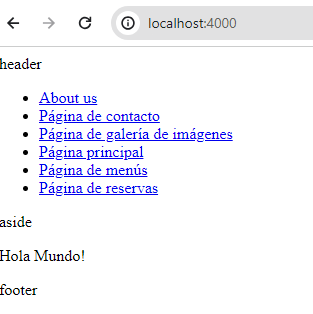 localhost:4000
header
About us
Página de contacto
Página de galería de imágenes
Página principal
Página de menús
Página de reservas
aside
Hola Mundo!
footer